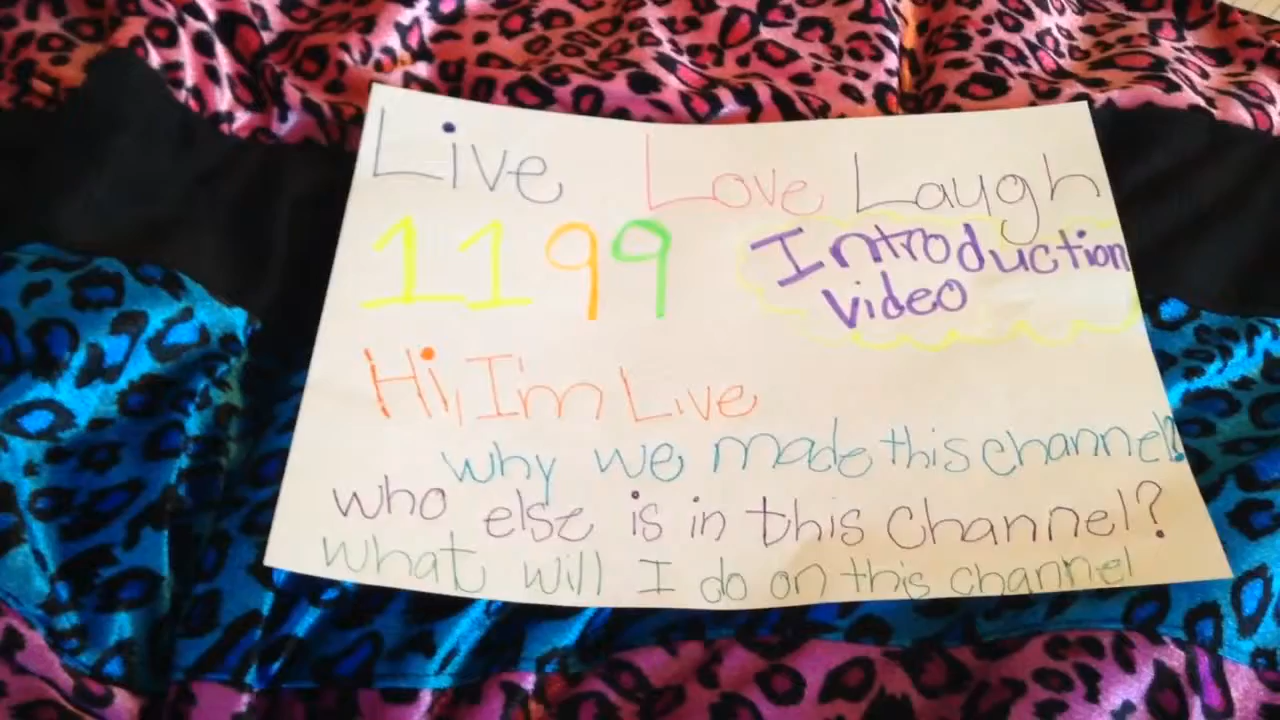 Live Love Laugh
1199 Introduction
video
Hi, I'm Live
why we made this channel?
who else is in this channel?
what will I do on this channel